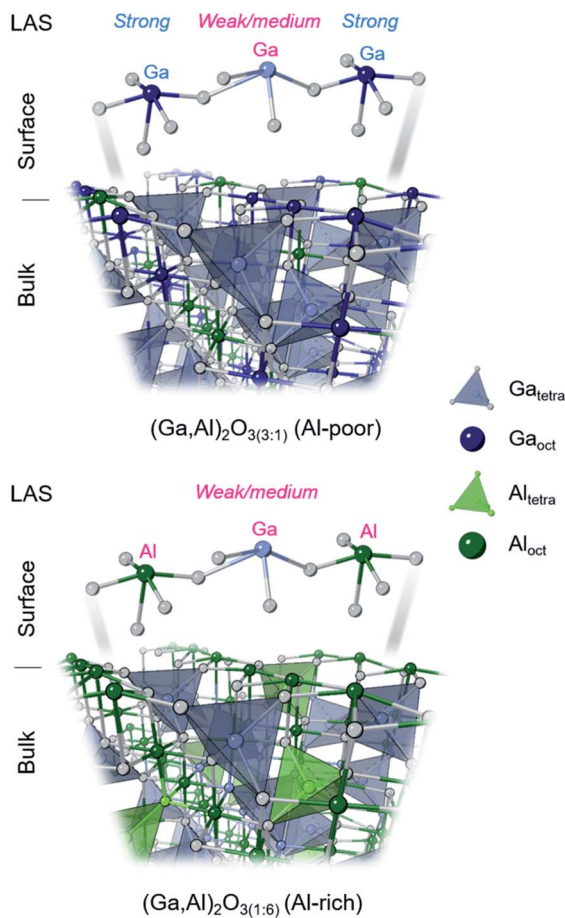 LAS Strong Weak/medium Strong
Ga Ga Ga
Surface
Bulk
(Ga,Al)2O3(3:1) (Al-poor)
Gatetra
Gaoct
Altetra
Aloct
LAS Weak/medium
Al Ga Al
Surface
Bulk
(Ga,Al)2O3(1:6) (Al-rich)